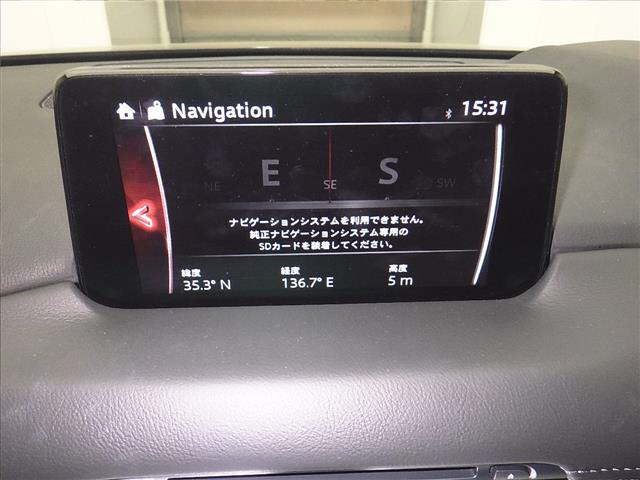 Navigation 15:31
NE E SE S SW
ナビゲーションシステムを利用できません。
純正ナビゲーションシステム専用の
SDカードを装着してください。
緯度 経度 高度
35.3° N 136.7° E 5 m